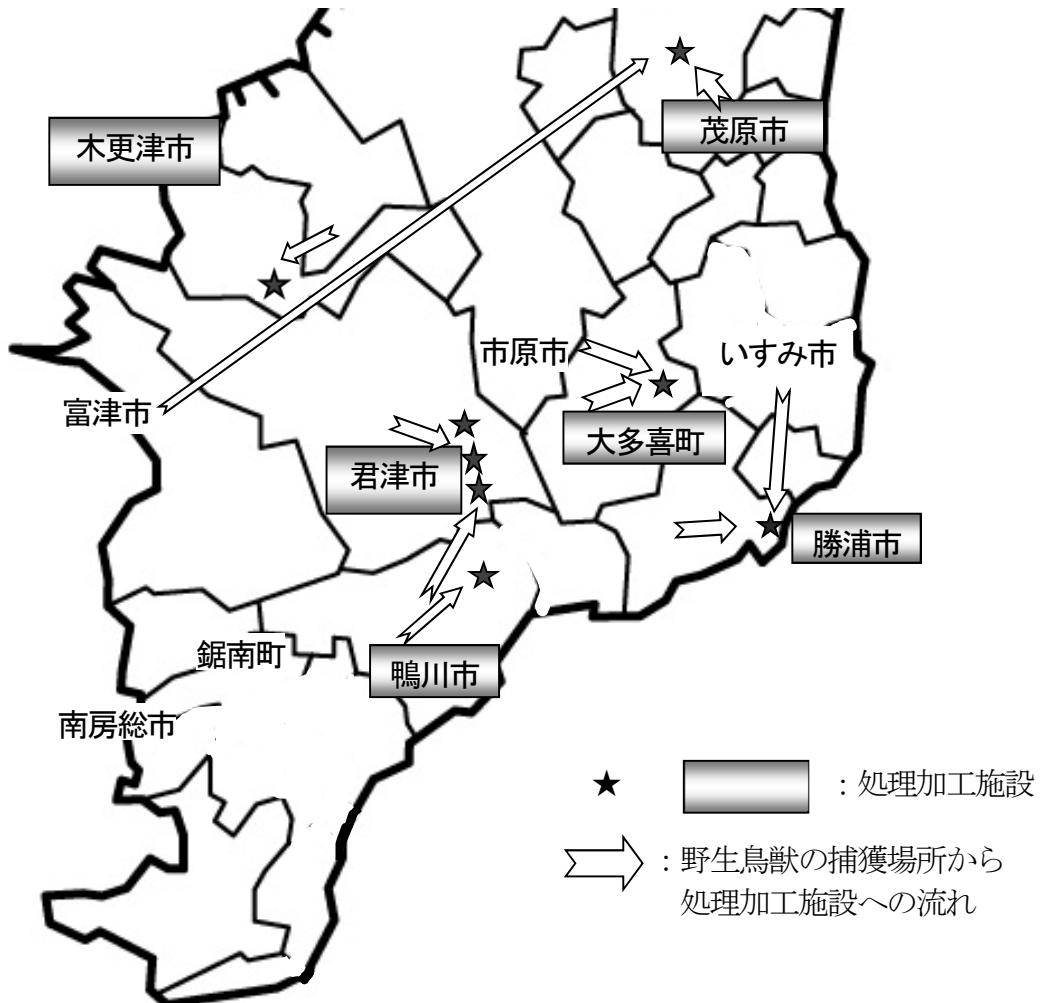 茂原市
木更津市
市原市
いすみ市
富津市
大多喜町
君津市
勝浦市
鋸南町
鴨川市
南房総市
：処理加工施設
：野生鳥獣の捕獲場所から
処理加工施設への流れ